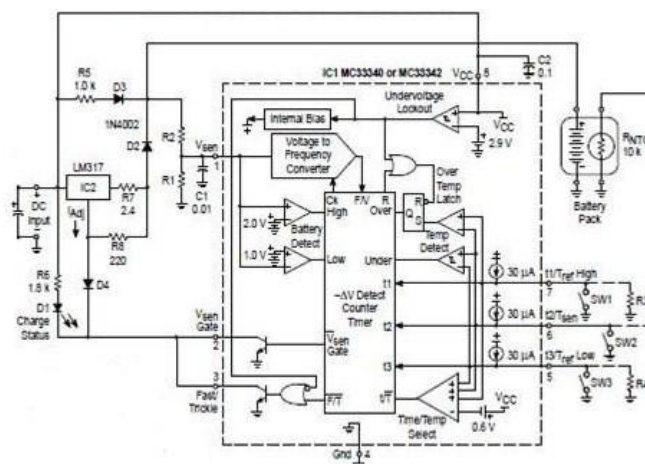 IC1 MC33340 or MC33342
VCC
8
C2
0.1
R5
1.0 k
D3
1N4002
D2
Internal Bias
Undervoltage
Lockout
VCC
2.9 V
R2
R1
Vsen
1
C1
0.01
Voltage to
Frequency
Converter
Ck
F/V
R
High
Over
Low
Under
2.0 V
1.0 V
Battery
Detect
Over
Temp
Latch
R
Q
S
Temp
Detect
RNTC
10 k
Battery
Pack
LM317
IC2
DC
Input
IAdj
R7
2.4
R8
220
R6
1.8 k
D4
D1
Charge
Status
−ΔV Detect
Counter
Timer
t1
t2
t3
30 µA
30 µA
30 µA
t1/Tref High
7
t2/Tsen
6
t3/Tref Low
5
SW1
SW2
SW3
Vsen
Gate
2
Vsen
Gate
3
Fast/
Trickle
F/T
t/T
Time/Temp
Select
VCC
0.6 V
Gnd
4